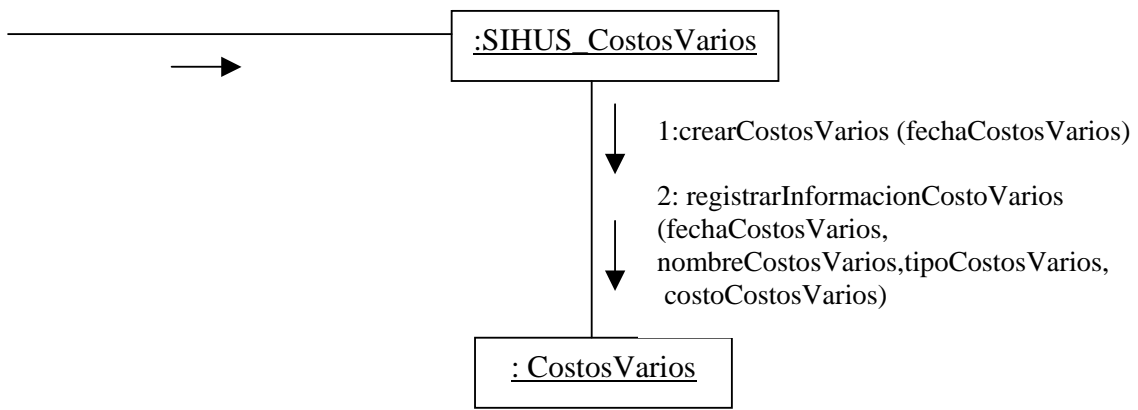 :SIHUS_CostosVarios
1:crearCostosVarios (fechaCostosVarios)
2: registrarInformacionCostoVarios
(fechaCostosVarios,
nombreCostosVarios,tipoCostosVarios,
costoCostosVarios)
: CostosVarios